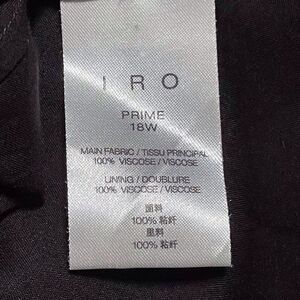 IRO
PRIME
18W
MAIN FABRIC / TISSU PRINCIPAL
100% VISCOSE / VISCOSE
LINING / DOUBLURE
100% VISCOSE / VISCOSE
面料
100% 粘纤
里料
100% 粘纤